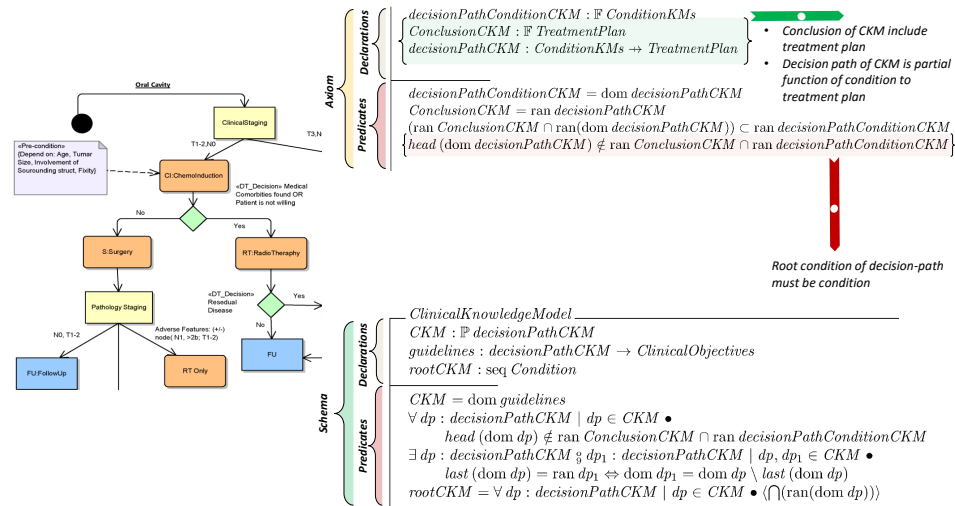 Oral Cavity
ClinicalStaging
T3,N
T1-2,N0
«Pre-condition»
{Depend on: Age, Tumar
Size, Involvement of
Sourounding struct, Fixity}
CI:ChemoInduction
«DT_Decision» Medical
Comorbities found OR
Patient is not willing
No
Yes
S:Surgery
RT:RadioTheraphy
«DT_Decision»
Resedual
Disease
Yes
No
Pathology Staging
N0, T1-2
Adverse Features: (+/-)
node( N1, >2b; T1-2)
FU
FU:FollowUp
RT Only
Axiom
Declarations
decisionPathConditionCKM : 𝔽 ConditionKMs
ConclusionCKM : 𝔽 TreatmentPlan
decisionPathCKM : ConditionKMs ⇸ TreatmentPlan
• Conclusion of CKM include
treatment plan
• Decision path of CKM is partial
function of condition to
treatment plan
Predicates
decisionPathConditionCKM = dom decisionPathCKM
ConclusionCKM = ran decisionPathCKM
(ran ConclusionCKM ∩ ran(dom decisionPathCKM)) ⊂ ran decisionPathConditionCKM
head (dom decisionPathCKM) ∉ ran ConclusionCKM ∩ ran decisionPathConditionCKM
Root condition of decision-path
must be condition
Schema
Declarations
ClinicalKnowledgeModel
CKM : ℙ decisionPathCKM
guidelines : decisionPathCKM → ClinicalObjectives
rootCKM : seq Condition
Predicates
CKM = dom guidelines
∀ dp : decisionPathCKM | dp ∈ CKM •
head (dom dp) ∉ ran ConclusionCKM ∩ ran decisionPathConditionCKM
∃ dp : decisionPathCKM ⨟ dp₁ : decisionPathCKM | dp, dp₁ ∈ CKM •
last (dom dp) = ran dp₁ ⇔ dom dp₁ = dom dp \ last (dom dp)
rootCKM = ∀ dp : decisionPathCKM | dp ∈ CKM • ⟨⋂(ran(dom dp))⟩